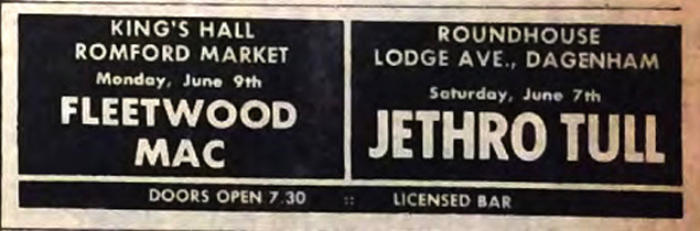 KING'S HALL
ROMFORD MARKET
Monday, June 9th
FLEETWOOD
MAC
ROUNDHOUSE
LODGE AVE., DAGENHAM
Saturday, June 7th
JETHRO TULL
DOORS OPEN 7.30 :: LICENSED BAR